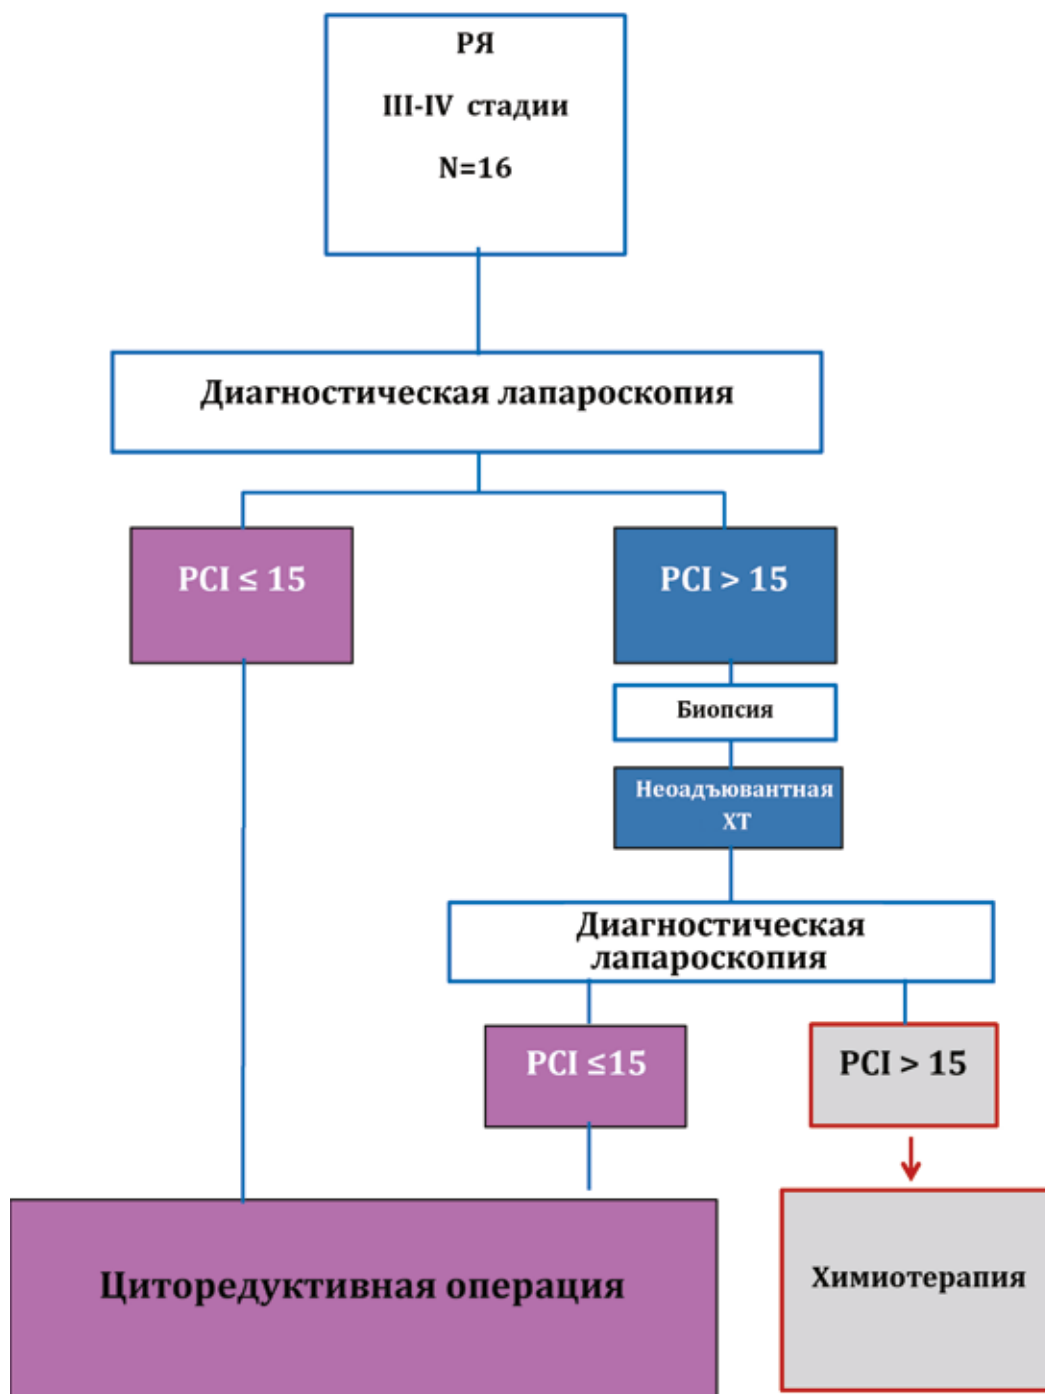 РЯ
III-IV стадии
N=16
Диагностическая лапароскопия
PCI ≤ 15
PCI > 15
Биопсия
Неоадъювантная
ХТ
Диагностическая
лапароскопия
PCI ≤15
PCI > 15
Циторедуктивная операция
Химиотерапия